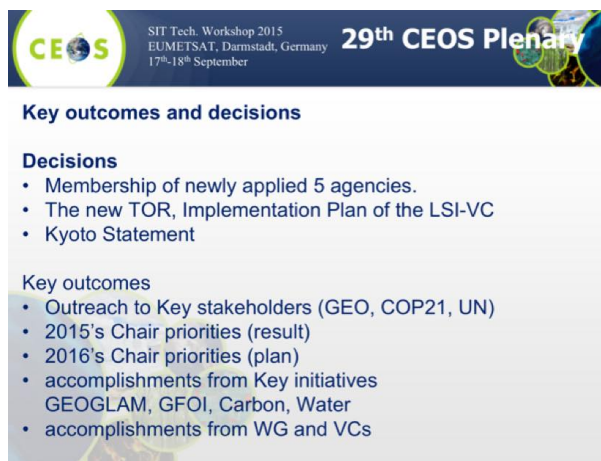 CEOS
SIT Tech. Workshop 2015
EUMETSAT, Darmstadt, Germany
17th-18th September
29th CEOS Plenary
Key outcomes and decisions
Decisions
• Membership of newly applied 5 agencies.
• The new TOR, Implementation Plan of the LSI-VC
• Kyoto Statement
Key outcomes
• Outreach to Key stakeholders (GEO, COP21, UN)
• 2015's Chair priorities (result)
• 2016's Chair priorities (plan)
• accomplishments from Key initiatives
GEOGLAM, GFOI, Carbon, Water
• accomplishments from WG and VCs